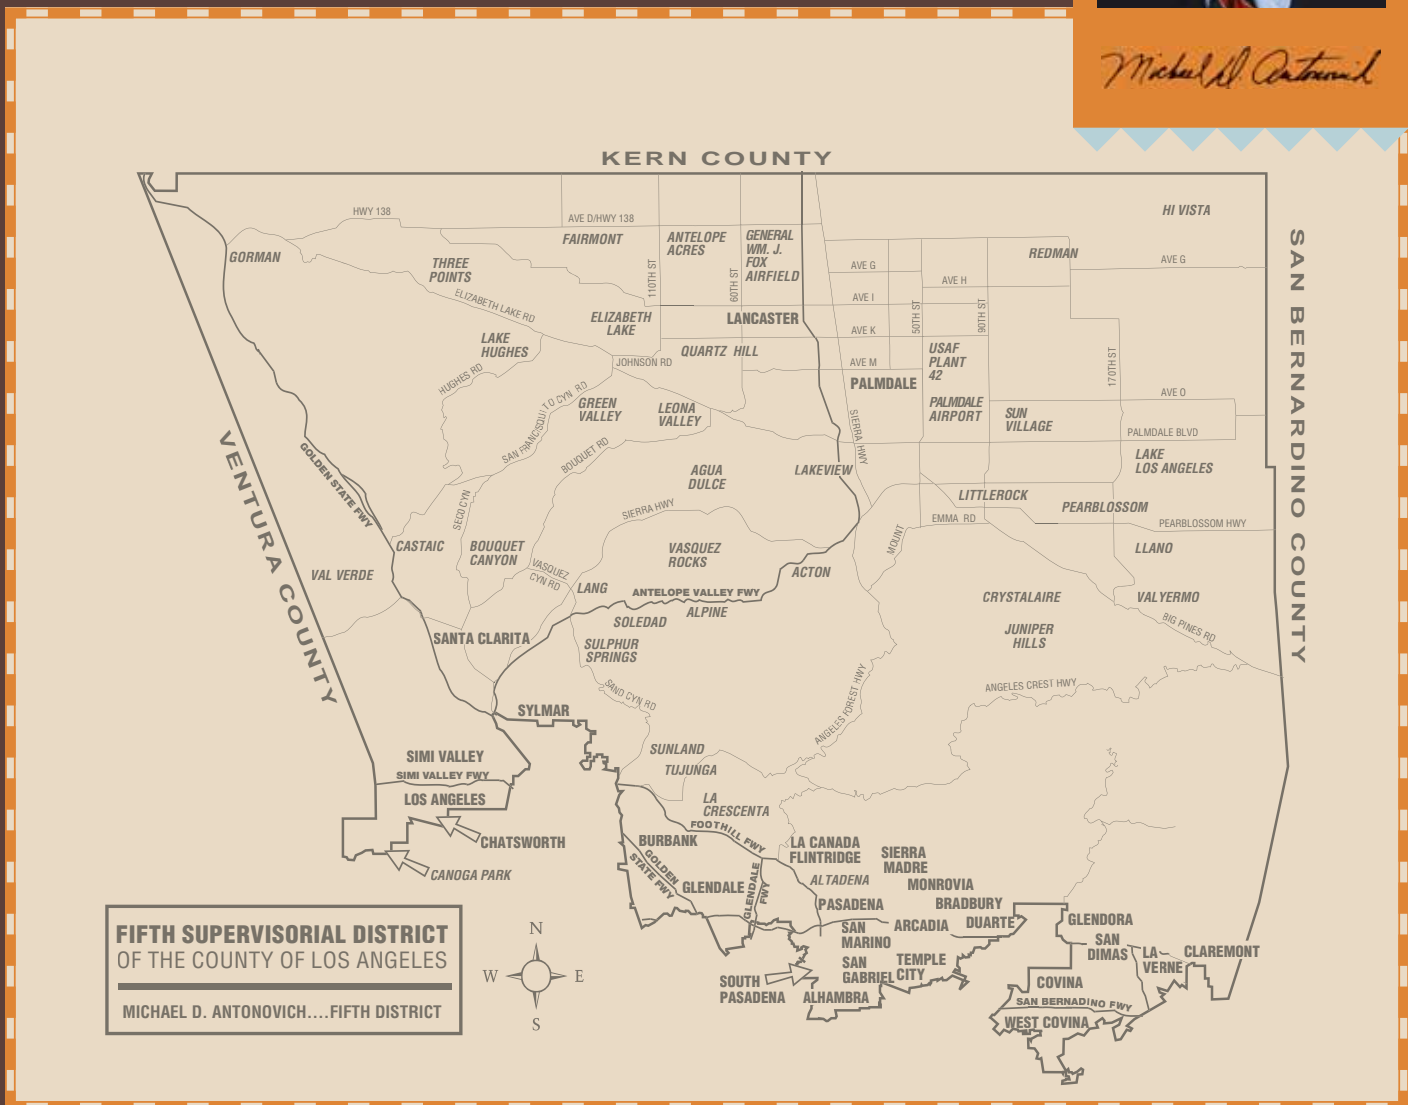 Michael D. Antonovich
KERN COUNTY
HI VISTA
HWY 138
AVE D/HWY 138
GORMAN
THREE
POINTS
FAIRMONT
ANTELOPE
ACRES
GENERAL
WM. J.
FOX
AIRFIELD
REDMAN
AVE G
AVE G
AVE H
110TH ST
60TH ST
ELIZABETH LAKE RD
AVE I
ELIZABETH
LAKE
LANCASTER
50TH ST
90TH ST
AVE K
LAKE
HUGHES
QUARTZ HILL
JOHNSON RD
AVE M
USAF
PLANT
42
170TH ST
HUGHES RD
PALMDALE
SAN FRANCISQUITO CYN RD
GREEN
VALLEY
LEONA
VALLEY
PALMDALE
AIRPORT
SUN
VILLAGE
AVE O
SIERRA HWY
PALMDALE BLVD
BOUQUET RD
AGUA
DULCE
LAKEVIEW
LAKE
LOS ANGELES
GOLDEN STATE FWY
SECO CYN
SIERRA HWY
LITTLEROCK
PEARBLOSSOM
EMMA RD
PEARBLOSSOM HWY
MOUNT
CASTAIC
BOUQUET
CANYON
VASQUEZ
ROCKS
LLANO
VAL VERDE
VASQUEZ
CYN RD
LANG
ACTON
ANTELOPE VALLEY FWY
ALPINE
CRYSTALAIRE
VALYERMO
SOLEDAD
BIG PINES RD
SANTA CLARITA
SULPHUR
SPRINGS
JUNIPER
HILLS
VENTURA COUNTY
SAN BERNARDINO COUNTY
SAND CYN RD
ANGELES FOREST HWY
ANGELES CREST HWY
SYLMAR
SIMI VALLEY
SIMI VALLEY FWY
SUNLAND
TUJUNGA
LOS ANGELES
LA
CRESCENTA
CHATSWORTH
FOOTHILL FWY
BURBANK
LA CANADA
FLINTRIDGE
SIERRA
MADRE
CANOGA PARK
GOLDEN
STATE FWY
GLENDALE
GLENDALE
FWY
ALTADENA
MONROVIA
PASADENA
BRADBURY
SAN
MARINO
ARCADIA
DUARTE
GLENDORA
SAN
DIMAS
LA
VERNE
CLAREMONT
SAN
GABRIEL
TEMPLE
CITY
SOUTH
PASADENA
ALHAMBRA
COVINA
SAN BERNADINO FWY
WEST COVINA
FIFTH SUPERVISORIAL DISTRICT
OF THE COUNTY OF LOS ANGELES
MICHAEL D. ANTONOVICH....FIFTH DISTRICT
N
W E
S